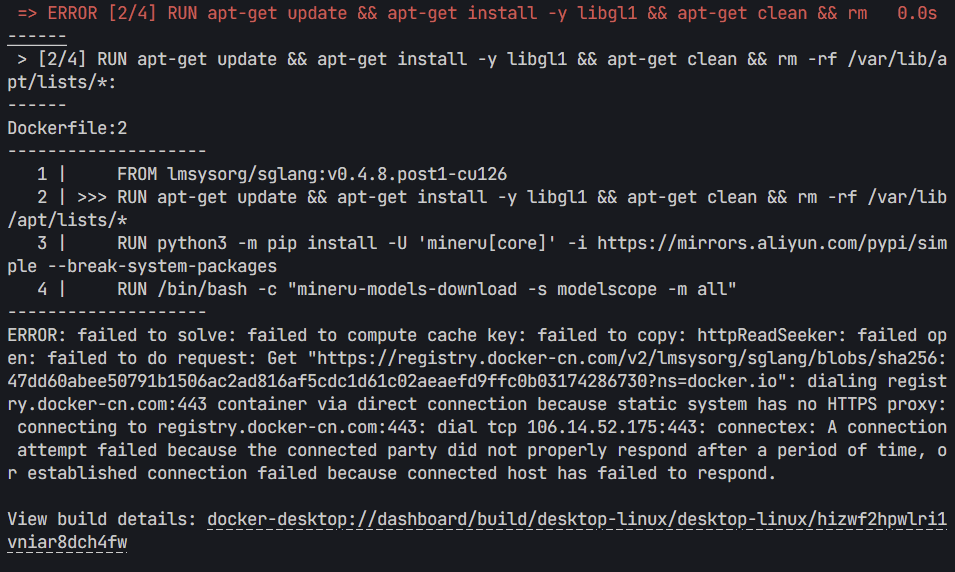 => ERROR [2/4] RUN apt-get update && apt-get install -y libgl1 && apt-get clean && rm   0.0s
------
 > [2/4] RUN apt-get update && apt-get install -y libgl1 && apt-get clean && rm -rf /var/lib/a
pt/lists/*:
------
Dockerfile:2
--------------------
   1 |     FROM lmsysorg/sglang:v0.4.8.post1-cu126
   2 | >>> RUN apt-get update && apt-get install -y libgl1 && apt-get clean && rm -rf /var/lib
/apt/lists/*
   3 |     RUN python3 -m pip install -U 'mineru[core]' -i https://mirrors.aliyun.com/pypi/sim
ple --break-system-packages
   4 |     RUN /bin/bash -c "mineru-models-download -s modelscope -m all"
--------------------
ERROR: failed to solve: failed to compute cache key: failed to copy: httpReadSeeker: failed op
en: failed to do request: Get "https://registry.docker-cn.com/v2/lmsysorg/sglang/blobs/sha256:
47dd60abee50791b1506ac2ad816af5cdc1d61c02aeaefd9ffc0b03174286730?ns=docker.io": dialing regist
ry.docker-cn.com:443 container via direct connection because static system has no HTTPS proxy:
 connecting to registry.docker-cn.com:443: dial tcp 106.14.52.175:443: connectex: A connection
 attempt failed because the connected party did not properly respond after a period of time, o
r established connection failed because connected host has failed to respond.

View build details: docker-desktop://dashboard/build/desktop-linux/desktop-linux/hizwf2hpwlri1
vniar8dch4fw